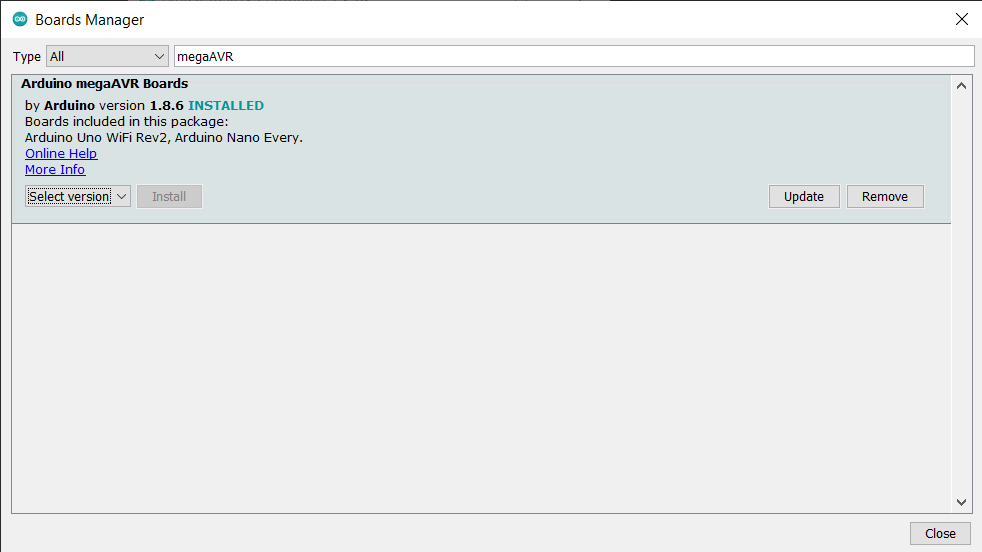 Boards Manager
Type All megaAVR
Arduino megaAVR Boards
by Arduino version 1.8.6 INSTALLED
Boards included in this package:
Arduino Uno WiFi Rev2, Arduino Nano Every.
Online Help
More Info
Select version Install Update Remove
Close